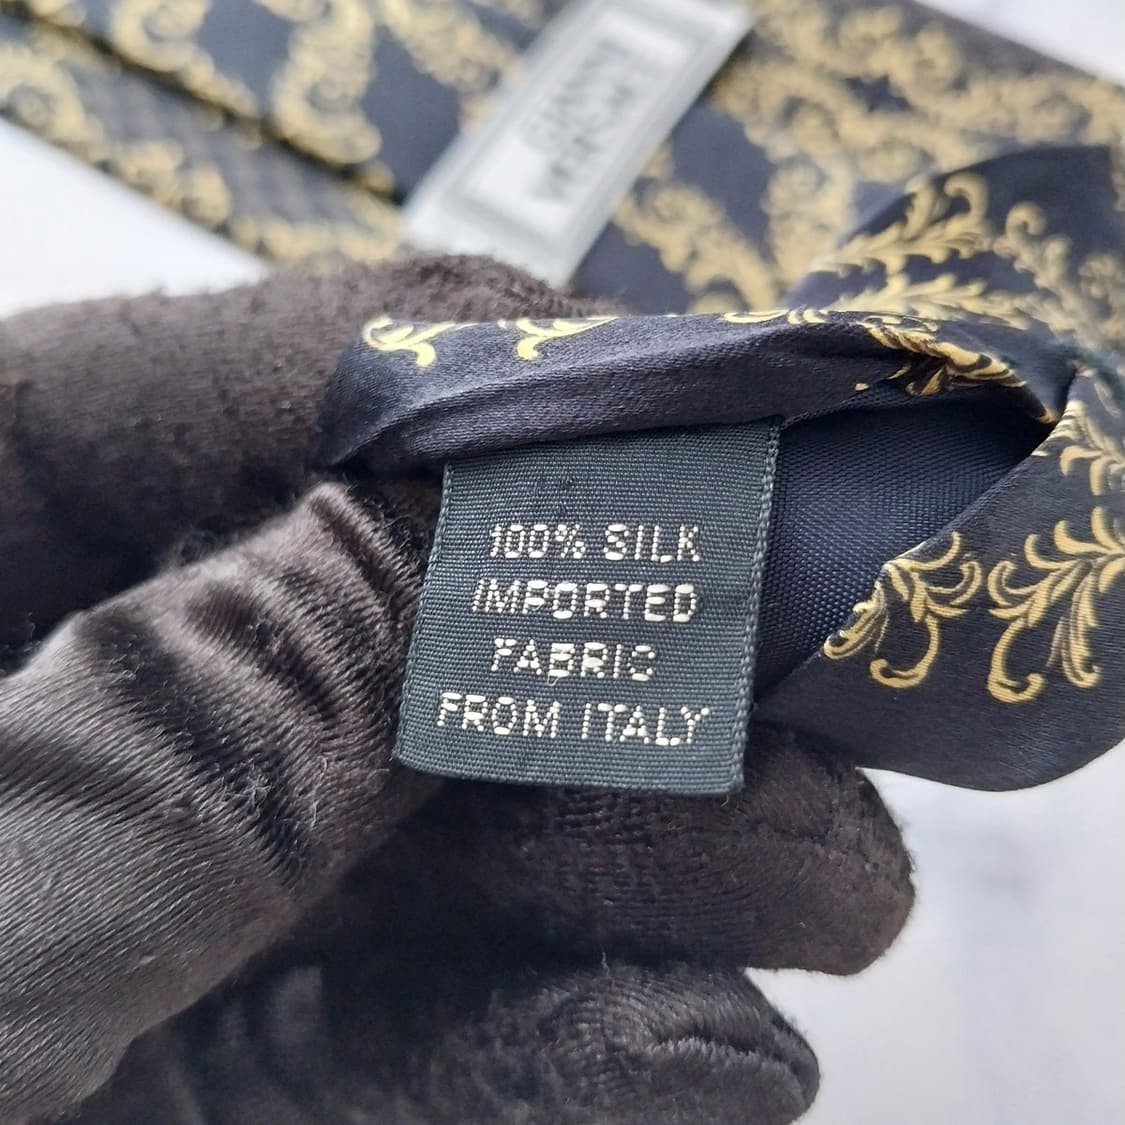 100% SILK
IMPORTED
FABRIC
FROM ITALY